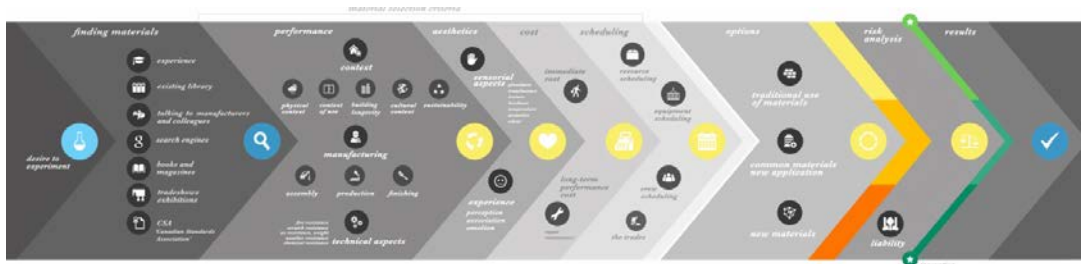 material selection criteria
finding materials
performance
aesthetics
cost
scheduling
options
risk
analysis
results
desire to
experiment
experience
existing library
talking to manufacturers
and colleagues
search engines
books and
magazines
tradeshows
exhibitions
CSA
'Canadian Standards
Association'
context
physical
context
context
of use
building
longevity
cultural
context
sustainability
manufacturing
assembly
production
finishing
technical aspects
sensorial
aspects
experience
perception
association
emotion
immediate
cost
long-term
performance
cost
resource
scheduling
equipment
scheduling
crew
scheduling
the trades
traditional use
of materials
common materials
new application
new materials
liability